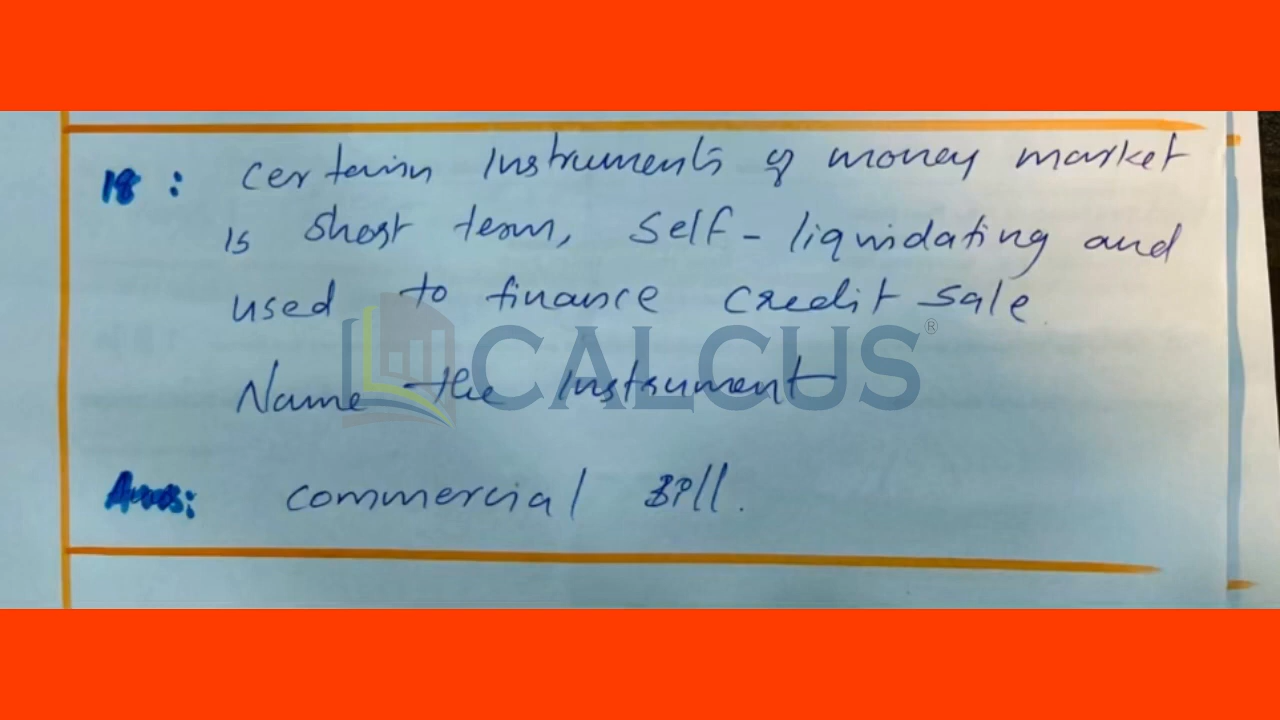 18: Certain Instruments of money market
is short term, self-liquidating and
used to finance credit sale.
CALCUS®
Name the Instrument
Ans: Commercial Bill.